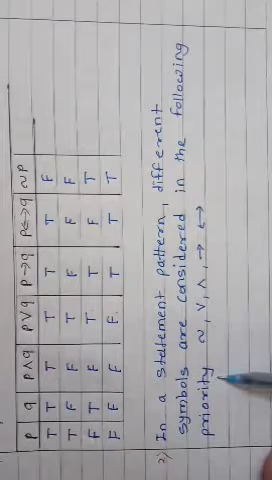 p q p∧q p∨q p→q p↔q ~p
T T T T T T F
T F F T F F F
F T F T T F T
F F F F T T T
2) In a statement pattern, different
symbols are considered in the following
priority ~, ∨, ∧, →, ↔